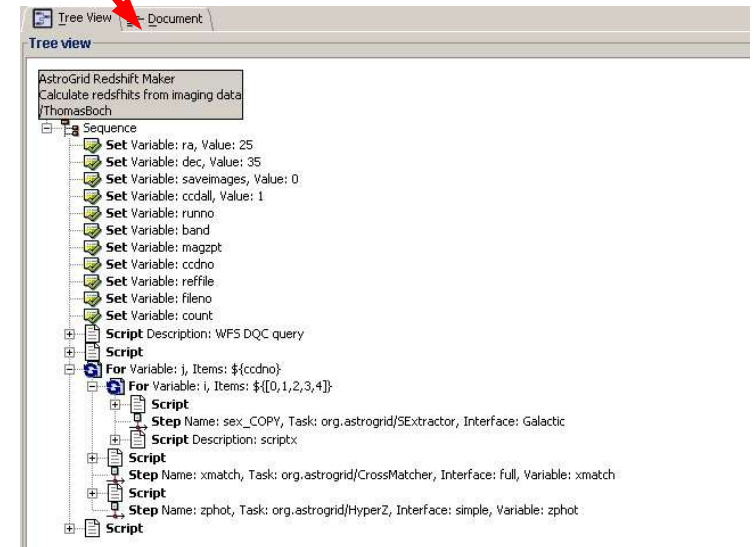 Tree View Document
Tree view
AstroGrid Redshift Maker
Calculate redsfhits from imaging data
/ThomasBoch
Sequence
Set Variable: ra, Value: 25
Set Variable: dec, Value: 35
Set Variable: saveimages, Value: 0
Set Variable: ccdall, Value: 1
Set Variable: runno
Set Variable: band
Set Variable: magzpt
Set Variable: ccdno
Set Variable: reffile
Set Variable: fileno
Set Variable: count
Script Description: WFS DQC query
Script
For Variable: j, Items: ${ccdno}
For Variable: i, Items: ${[0,1,2,3,4]}
Script
Step Name: sex_COPY, Task: org.astrogrid/SExtractor, Interface: Galactic
Script Description: scriptx
Script
Step Name: xmatch, Task: org.astrogrid/CrossMatcher, Interface: full, Variable: xmatch
Script
Step Name: zphot, Task: org.astrogrid/HyperZ, Interface: simple, Variable: zphot
Script